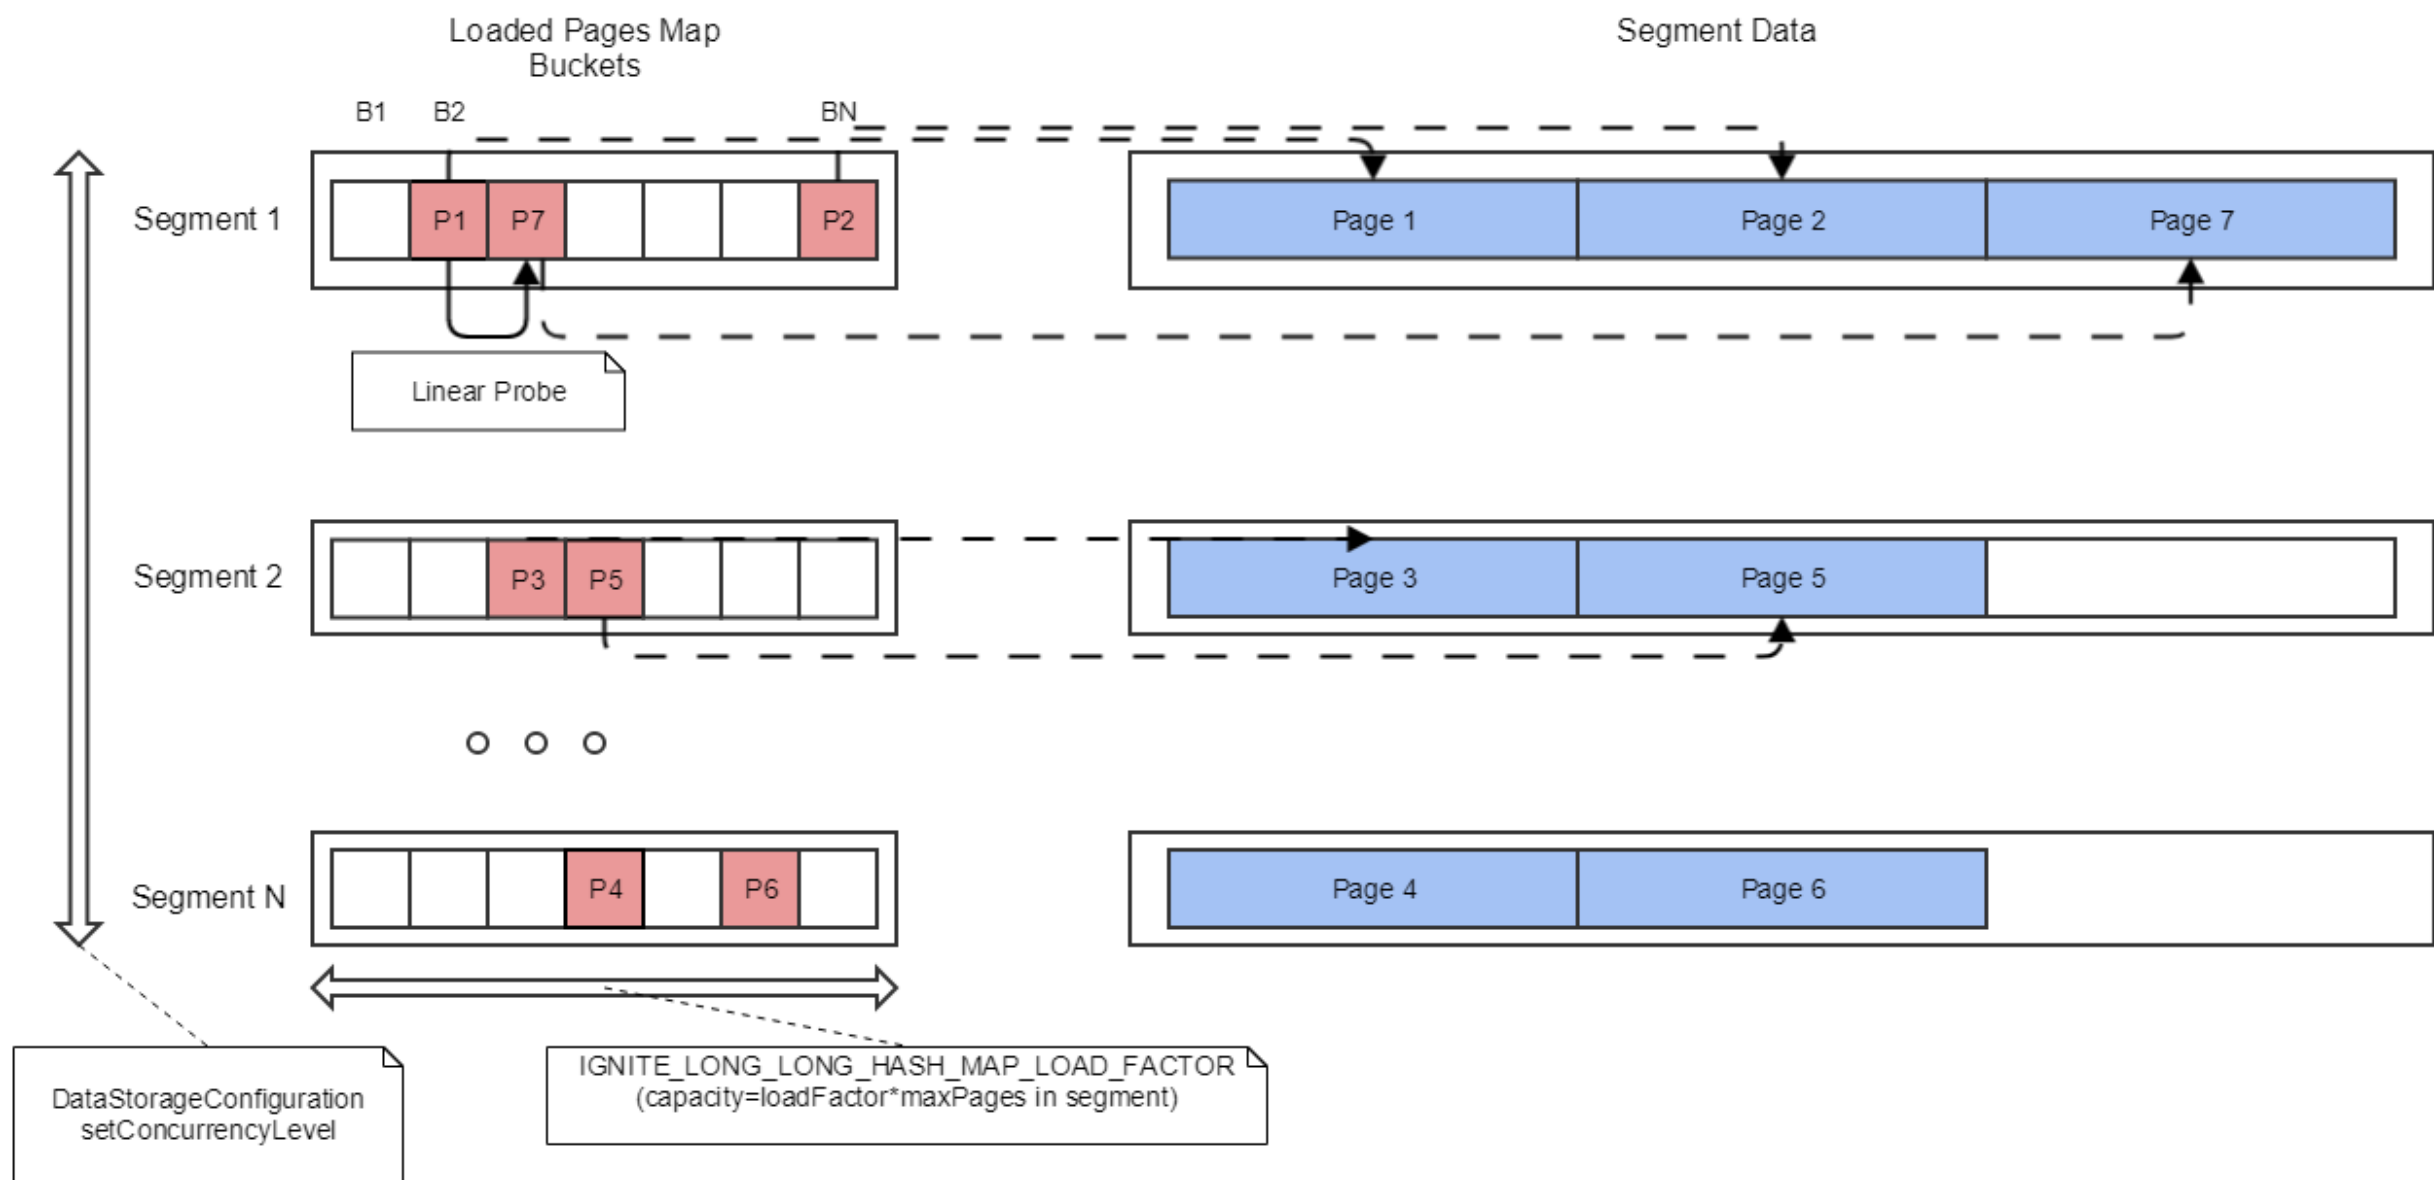 Loaded Pages Map
Buckets
Segment Data
B1 B2 BN
Segment 1
P1 P7 P2
Page 1 Page 2 Page 7
Linear Probe
Segment 2
P3 P5
Page 3 Page 5
Segment N
P4 P6
Page 4 Page 6
IGNITE_LONG_LONG_HASH_MAP_LOAD_FACTOR
(capacity=loadFactor*maxPages in segment)
DataStorageConfiguration
setConcurrencyLevel